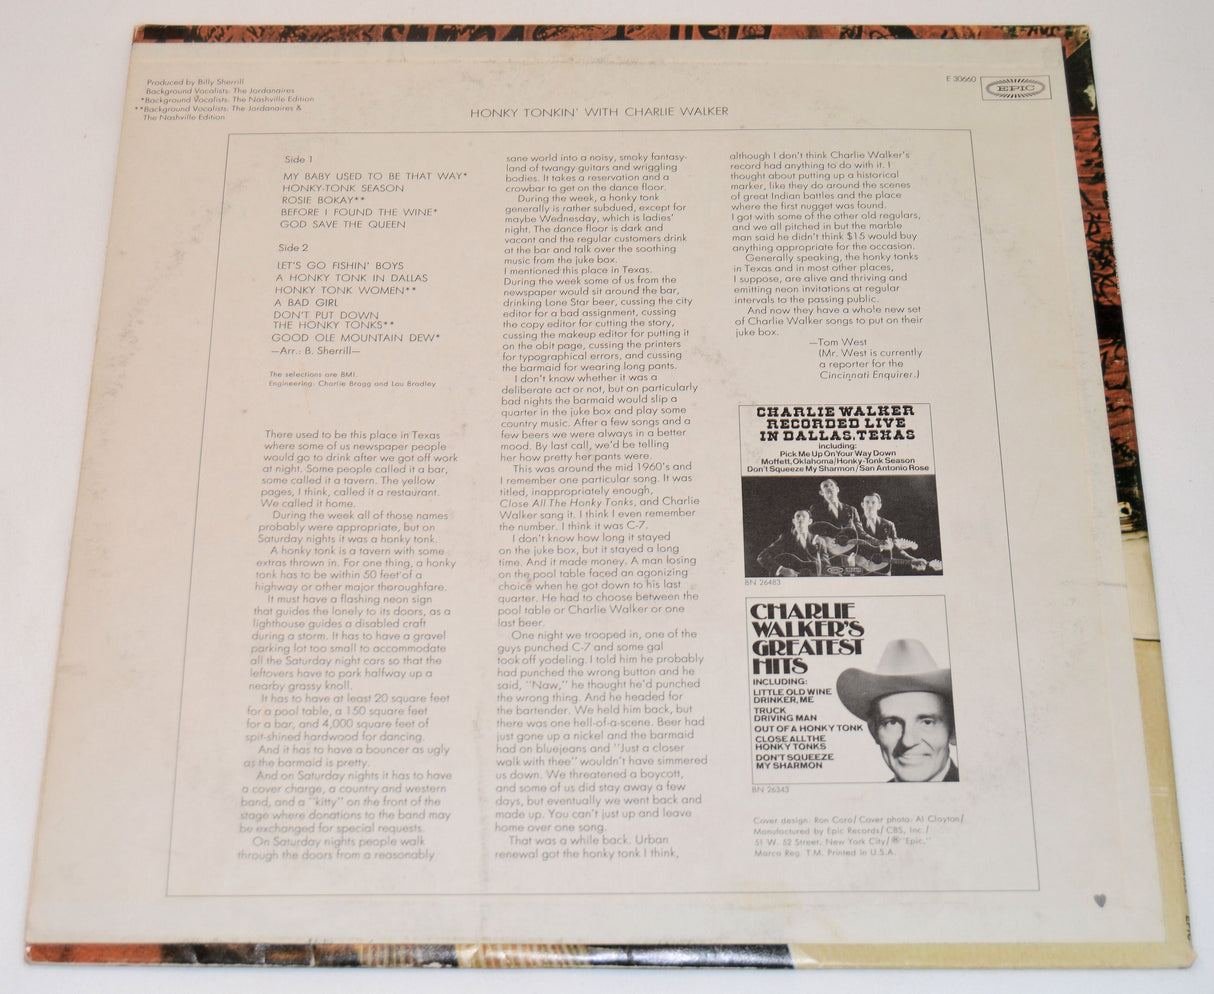 Produced by Billy Sherrill
Background Vocalists: The Jordanaires
*Background Vocalists: The Nashville Edition
**Background Vocalists: The Jordanaires &
The Nashville Edition
HONKY TONKIN' WITH CHARLIE WALKER
E 30660
EPIC
Side 1
MY BABY USED TO BE THAT WAY*
HONKY-TONK SEASON
ROSIE BOKAY**
BEFORE I FOUND THE WINE*
GOD SAVE THE QUEEN
Side 2
LET'S GO FISHIN' BOYS
A HONKY TONK IN DALLAS
HONKY TONK WOMEN**
A BAD GIRL
DON'T PUT DOWN
THE HONKY TONKS**
GOOD OLE MOUNTAIN DEW*
—Arr.: B. Sherrill—
The selections are BMI.
Engineering: Charlie Bragg and Lou Bradley
There used to be this place in Texas
where some of us newspaper people
would go to drink after we got off work
at night. Some people called it a bar,
some called it a tavern. The yellow
pages, I think, called it a restaurant.
We called it home.
During the week all of those names
probably were appropriate, but on
Saturday nights it was a honky tonk.
A honky tonk is a tavern with some
extras thrown in. For one thing, a honky
tonk has to be within 50 feet of a
highway or other major thoroughfare.
It must have a flashing neon sign
that guides the lonely to its doors, as a
lighthouse guides a disabled craft
during a storm. It has to have a gravel
parking lot too small to accommodate
all the Saturday night cars so that the
leftovers have to park halfway up a
nearby grassy knoll.
It has to have at least 20 square feet
for a pool table, a 150 square feet
for a bar, and 4,000 square feet of
spit-shined hardwood for dancing.
And it has to have a bouncer as ugly
as the barmaid is pretty.
And on Saturday nights it has to have
a cover charge, a country and western
band, and a "kitty" on the front of the
stage where donations to the band may
be exchanged for special requests.
On Saturday nights people walk
through the doors from a reasonably
sane world into a noisy, smoky fantasy-
land of twangy guitars and wriggling
bodies. It takes a reservation and a
crowbar to get on the dance floor.
During the week, a honky tonk
generally is rather subdued, except for
maybe Wednesday, which is ladies'
night. The dance floor is dark and
vacant and the regular customers drink
at the bar and talk over the soothing
music from the juke box.
I mentioned this place in Texas.
During the week some of us from the
newspaper would sit around the bar,
drinking Lone Star beer, cussing the city
editor for a bad assignment, cussing
the copy editor for cutting the story,
cussing the makeup editor for putting it
on the obit page, cussing the printers
for typographical errors, and cussing
the barmaid for wearing long pants.
I don't know whether it was a
deliberate act or not, but on particularly
bad nights the barmaid would slip a
quarter in the juke box and play some
country music. After a few songs and a
few beers we were always in a better
mood. By last call, we'd be telling
her how pretty her pants were.
This was around the mid 1960's and
I remember one particular song. It was
titled, inappropriately enough,
Close All The Honky Tonks, and Charlie
Walker sang it. I think I even remember
the number. I think it was C-7.
I don't know how long it stayed
on the juke box, but it stayed a long
time. And it made money. A man losing
on the pool table faced an agonizing
choice when he got down to his last
quarter. He had to choose between the
pool table or Charlie Walker or one
last beer.
One night we trooped in, one of the
guys punched C-7 and some gal
took off yodeling. I told him he probably
had punched the wrong button and he
said, "Naw," he thought he'd punched
the wrong thing. And he headed for
the bartender. We held him back, but
there was one hell-of-a-scene. Beer had
just gone up a nickel and the barmaid
had on bluejeans and "Just a closer
walk with thee" wouldn't have simmered
us down. We threatened a boycott,
and some of us did stay away a few
days, but eventually we went back and
made up. You can't just up and leave
home over one song.
That was a while back. Urban
renewal got the honky tonk I think,
although I don't think Charlie Walker's
record had anything to do with it. I
thought about putting up a historical
marker, like they do around the scenes
of great Indian battles and the place
where the first nugget was found.
I got with some of the other old regulars,
and we all pitched in but the marble
man said he didn't think $15 would buy
anything appropriate for the occasion.
Generally speaking, the honky tonks
in Texas and in most other places,
I suppose, are alive and thriving and
emitting neon invitations at regular
intervals to the passing public.
And now they have a whole new set
of Charlie Walker songs to put on their
juke box.
—Tom West
(Mr. West is currently
a reporter for the
Cincinnati Enquirer.)
CHARLIE WALKER
RECORDED LIVE
IN DALLAS, TEXAS
including:
Pick Me Up On Your Way Down
Moffett, Oklahoma/Honky-Tonk Season
Don't Squeeze My Sharmon/San Antonio Rose
BN 26483
CHARLIE
WALKER'S
GREATEST
HITS
INCLUDING:
LITTLE OLD WINE
DRINKER, ME
TRUCK
DRIVING MAN
OUT OF A HONKY TONK
CLOSE ALL THE
HONKY TONKS
DON'T SQUEEZE
MY SHARMON
BN 26343
Cover design: Ron Coro/Cover photo: Al Clayton/
Manufactured by Epic Records/CBS, Inc./
51 W. 52 Street, New York City/® "Epic,"
Marca Reg. T.M. Printed in U.S.A.